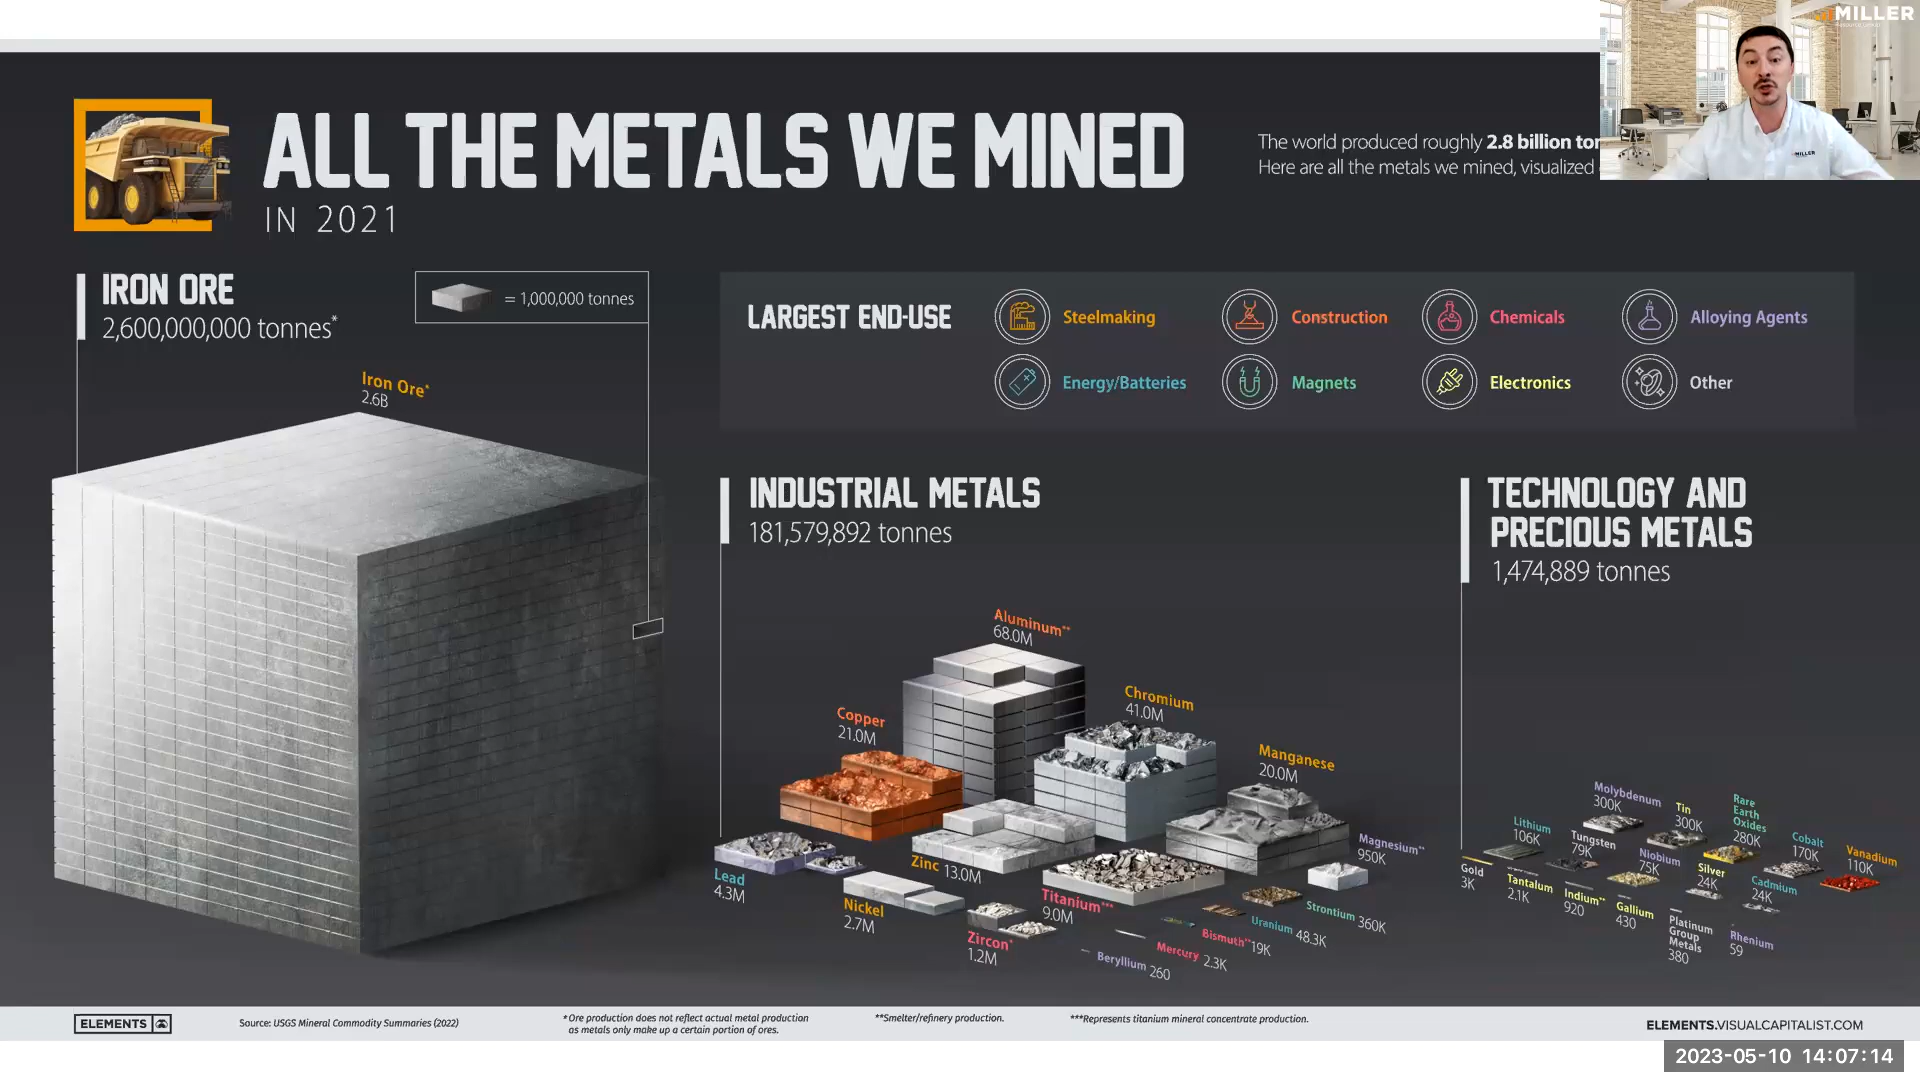 MILLER
ALL THE METALS WE MINED
IN 2021
The world produced roughly 2.8 billion
Here are all the metals we mined, visualized
MILLER
IRON ORE
2,600,000,000 tonnes*
= 1,000,000 tonnes
LARGEST END-USE
Steelmaking
Construction
Chemicals
Alloying Agents
Energy/Batteries
Magnets
Electronics
Other
Iron Ore*
2.6B
INDUSTRIAL METALS
181,579,892 tonnes
Aluminum**
68.0M
Chromium
41.0M
Copper
21.0M
Manganese
20.0M
Magnesium**
950K
Lead
4.3M
Zinc 13.0M
Nickel
2.7M
Titanium***
9.0M
Zircon*
1.2M
Strontium 360K
Uranium 48.3K
Bismuth**19K
Mercury 2.3K
Beryllium 260
TECHNOLOGY AND
PRECIOUS METALS
1,474,889 tonnes
Molybdenum
300K
Tin
300K
Rare
Earth
Oxides
280K
Cobalt
170K
Vanadium
110K
Lithium
106K
Tungsten
79K
Niobium
75K
Silver
24K
Cadmium
24K
Gold
3K
Tantalum
2.1K
Indium**
920
Gallium
430
Platinum
Group
Metals
380
Rhenium
59
ELEMENTS
Source: USGS Mineral Commodity Summaries (2022)
*Ore production does not reflect actual metal production
as metals only make up a certain portion of ores.
**Smelter/refinery production.
***Represents titanium mineral concentrate production.
ELEMENTS.VISUALCAPITALIST.COM
2023-05-10 14:07:14